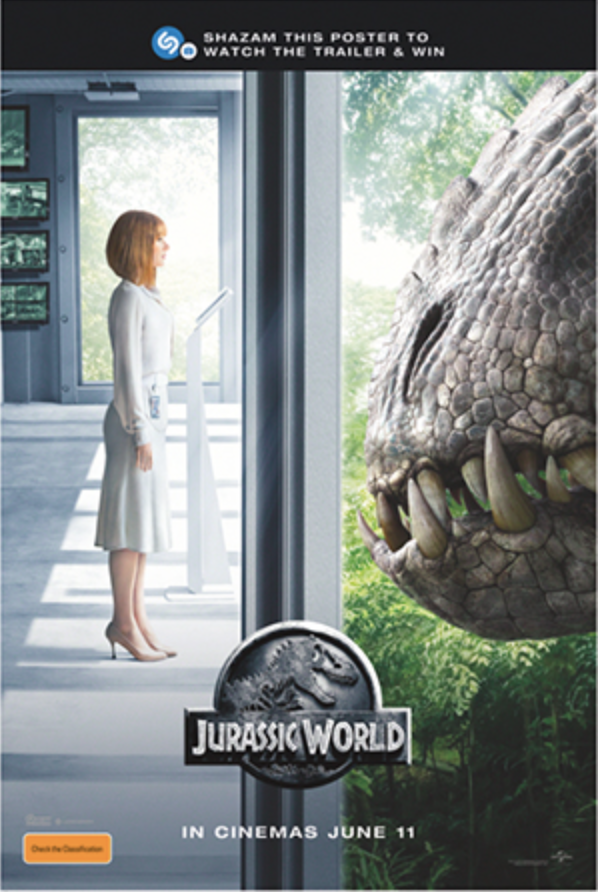 SHAZAM THIS POSTER TO
WATCH THE TRAILER & WIN
JURASSIC WORLD
IN CINEMAS JUNE 11
Check the Classification